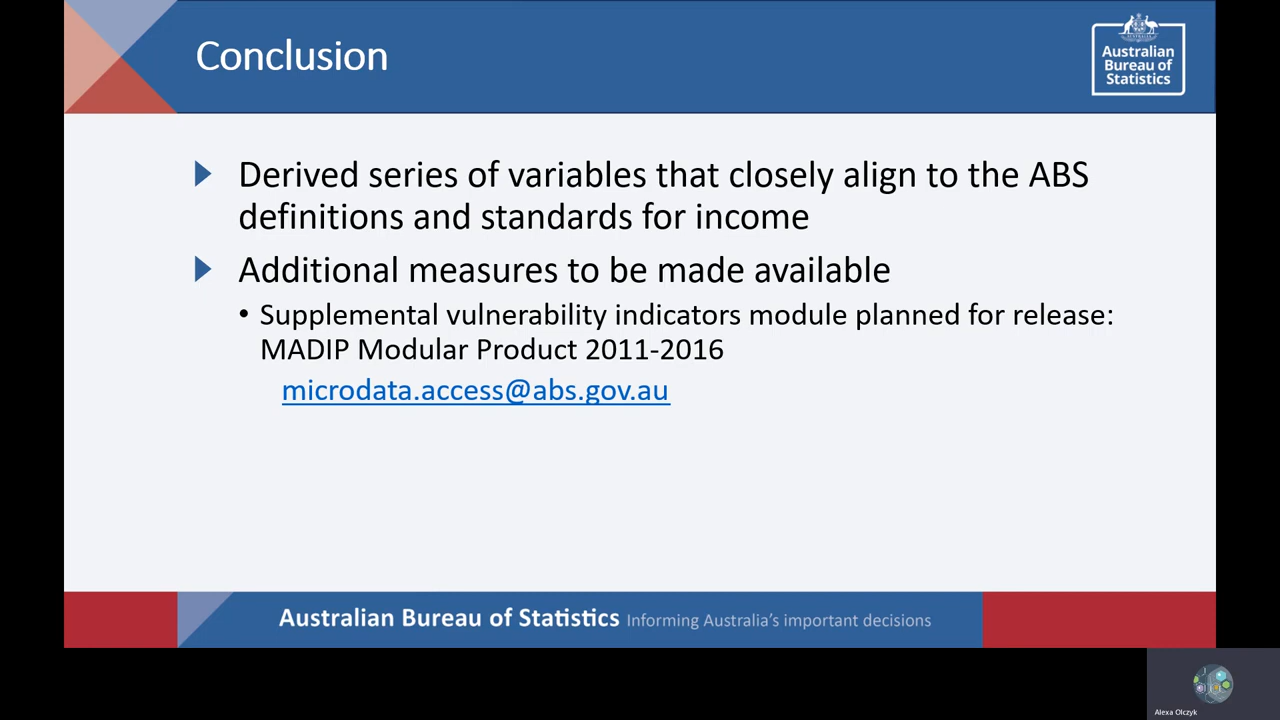 Conclusion
Australian
Bureau of
Statistics
Derived series of variables that closely align to the ABS
definitions and standards for income
Additional measures to be made available
• Supplemental vulnerability indicators module planned for release:
MADIP Modular Product 2011-2016
microdata.access@abs.gov.au
Australian Bureau of Statistics Informing Australia's important decisions
Alexa Olczyk